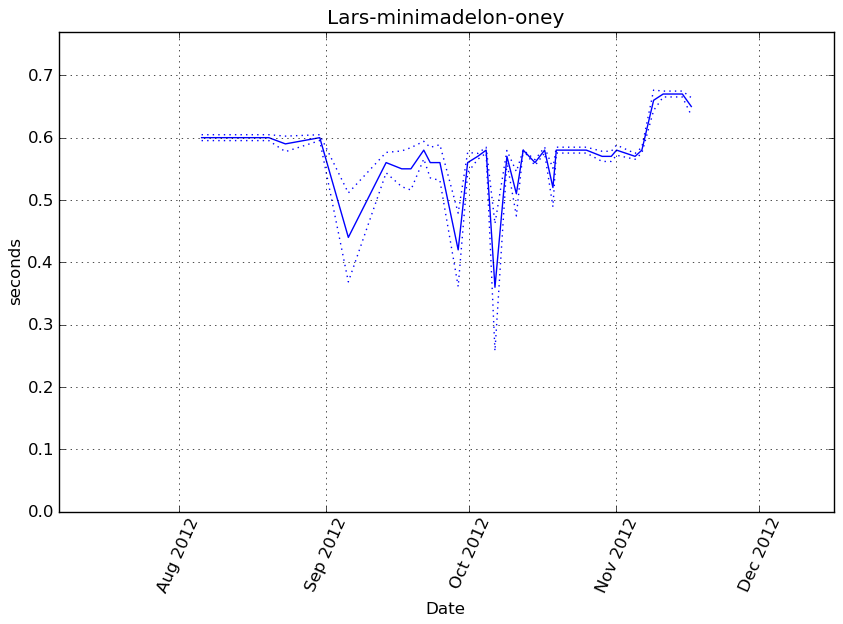 Lars-minimadelon-oney
0.7
0.6
0.5
0.4
0.3
0.2
0.1
0.0
seconds
Aug 2012
Sep 2012
Oct 2012
Nov 2012
Dec 2012
Date